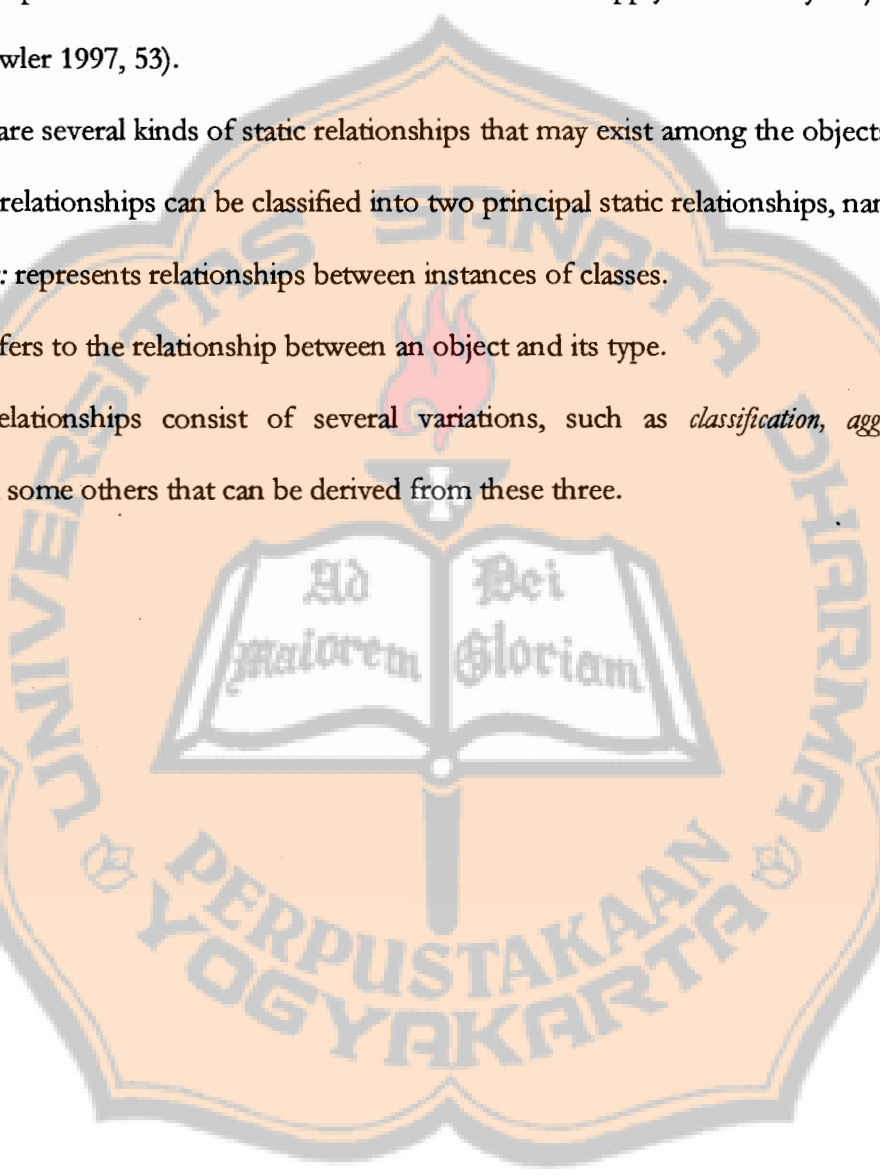 wler 1997, 53).
are several kinds of static relationships that may exist among the object
relationships can be classified into two principal static relationships, nan
: represents relationships between instances of classes.
fers to the relationship between an object and its type.
elationships consist of several variations, such as classification, agg
some others that can be derived from these three.
UNIVERSITAS SANATA DHARMA
Ad Dei
maiorem Gloriam
PERPUSTAKAAN
YOGYAKARTA